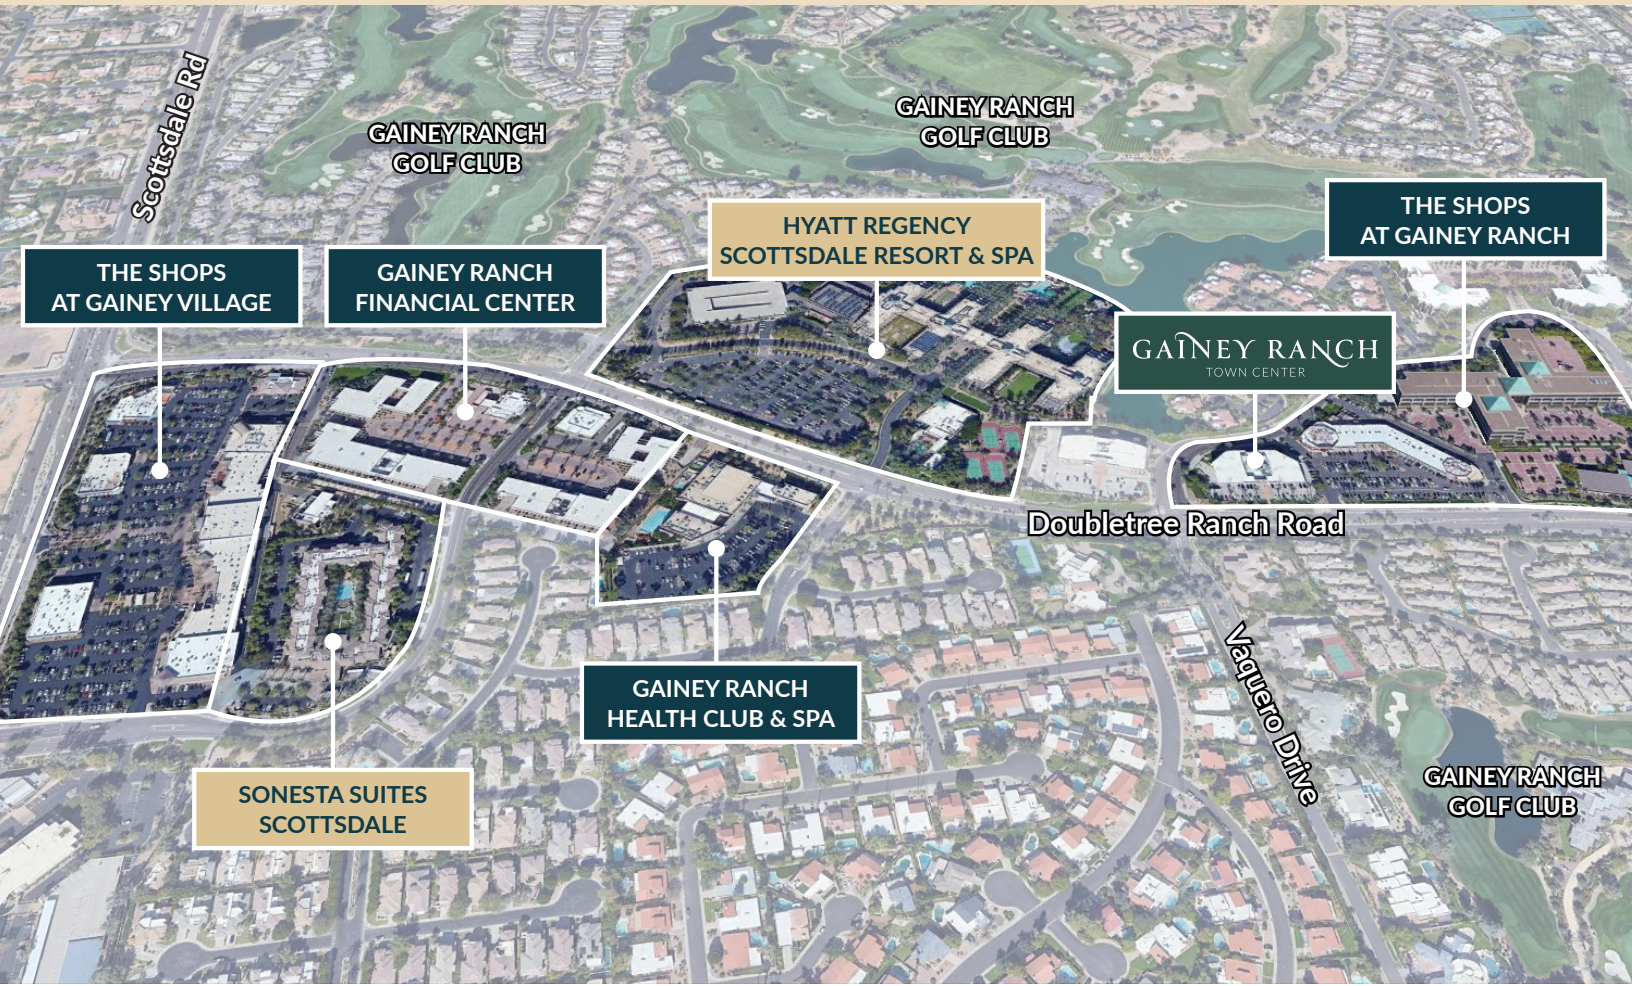 Scottsdale Rd
GAINEY RANCH
GOLF CLUB
GAINEY RANCH
GOLF CLUB
THE SHOPS
AT GAINEY VILLAGE
GAINEY RANCH
FINANCIAL CENTER
HYATT REGENCY
SCOTTSDALE RESORT & SPA
THE SHOPS
AT GAINEY RANCH
GAINEY RANCH
TOWN CENTER
Doubletree Ranch Road
GAINEY RANCH
HEALTH CLUB & SPA
Vaquero Drive
SONESTA SUITES
SCOTTSDALE
GAINEY RANCH
GOLF CLUB